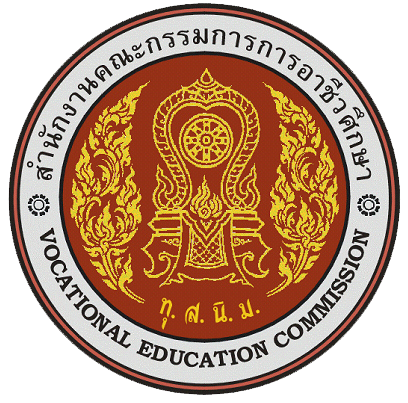 สำนักงานคณะกรรมการการอาชีวศึกษา
ทุ. ส. นิ. ม.
VOCATIONAL EDUCATION COMMISSION